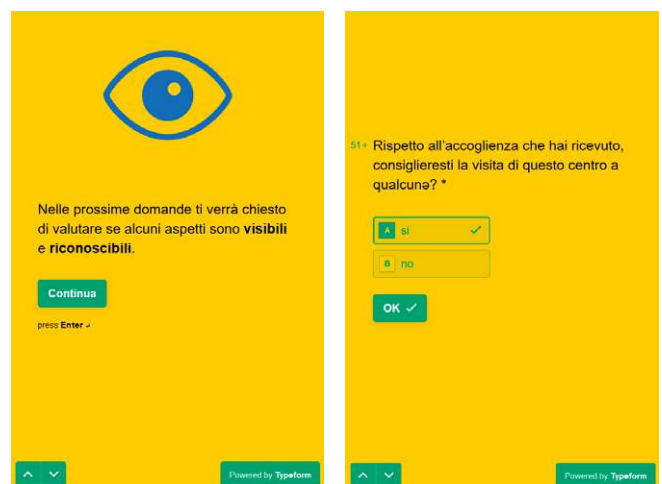 Nelle prossime domande ti verrà chiesto
di valutare se alcuni aspetti sono visibili
e riconoscibili.
Continua
press Enter ↵
Powered by Typeform
51→ Rispetto all'accoglienza che hai ricevuto,
consiglieresti la visita di questo centro a
qualcunə? *
A si
B no
OK
Powered by Typeform